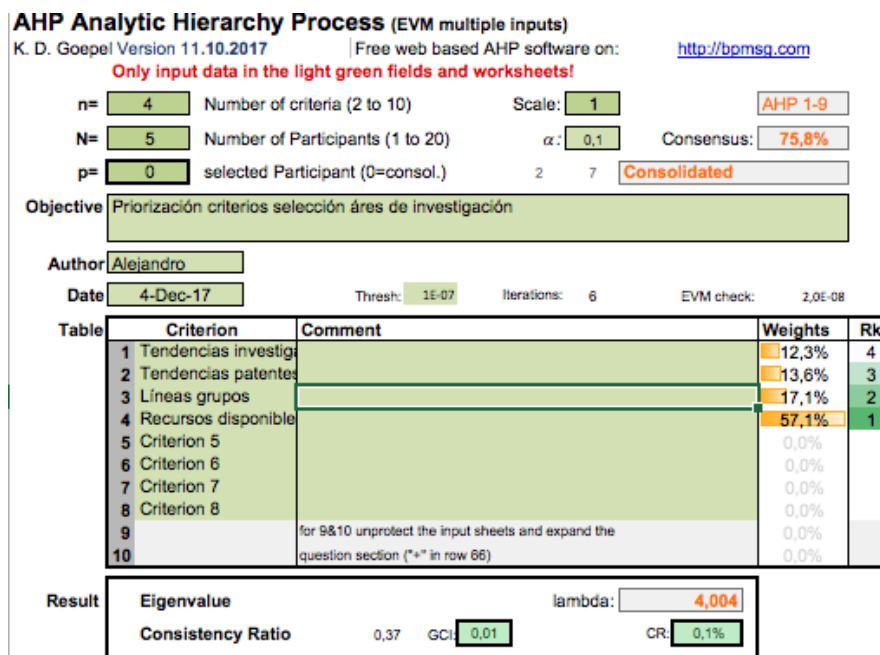 AHP Analytic Hierarchy Process (EVM multiple inputs)
K. D. Goepel Version 11.10.2017 Free web based AHP software on: http://bpmsg.com
Only input data in the light green fields and worksheets!
n= 4 Number of criteria (2 to 10) Scale: 1 AHP 1-9
N= 5 Number of Participants (1 to 20) α: 0,1 Consensus: 75,8%
p= 0 selected Participant (0=consol.) 2 7 Consolidated
Objective Priorización criterios selección áres de investigación
Author Alejandro
Date 4-Dec-17 Thresh: 1E-07 Iterations: 6 EVM check: 2,0E-08
Table Criterion Comment Weights Rk
1 Tendencias investiga 12,3% 4
2 Tendencias patentes 13,6% 3
3 Líneas grupos 17,1% 2
4 Recursos disponible 57,1% 1
5 Criterion 5 0,0%
6 Criterion 6 0,0%
7 Criterion 7 0,0%
8 Criterion 8 0,0%
9 for 9&10 unprotect the input sheets and expand the 0,0%
10 question section ("+" in row 66) 0,0%
Result Eigenvalue lambda: 4,004
Consistency Ratio 0,37 GCI: 0,01 CR: 0,1%